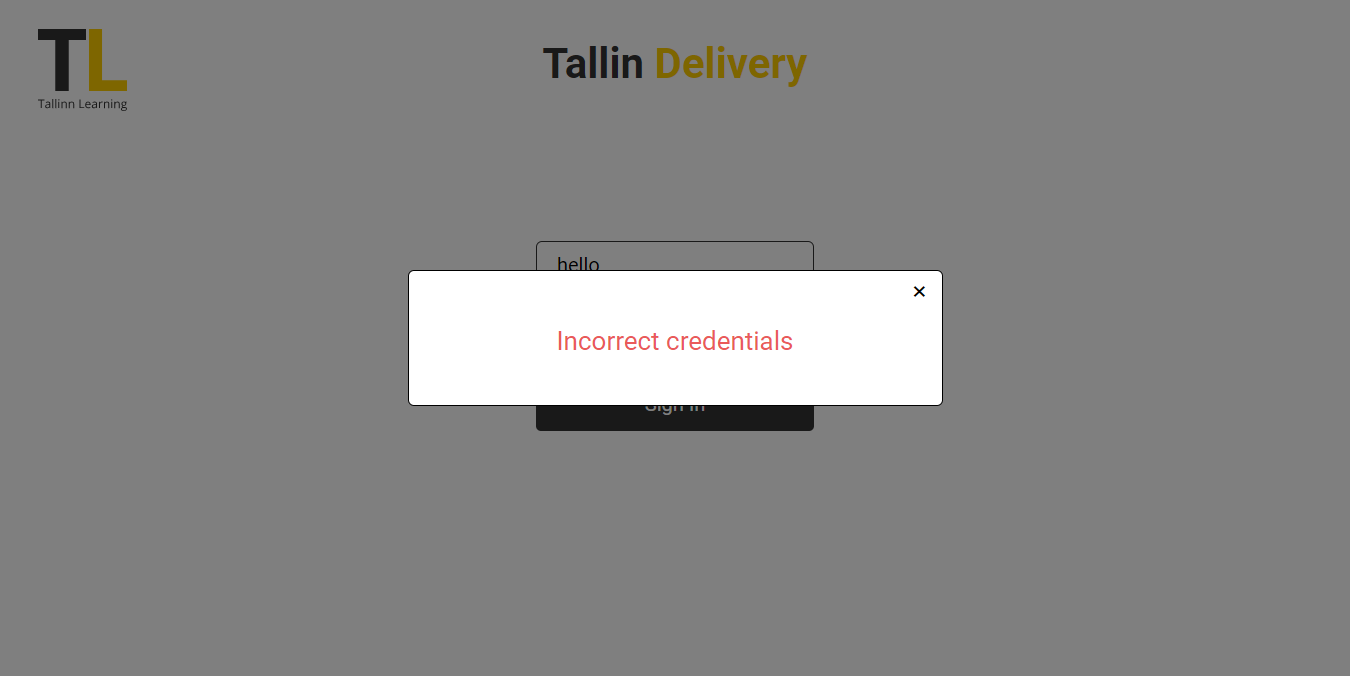 TL
Tallinn Learning
Tallin Delivery
hello
Incorrect credentials
Sign in